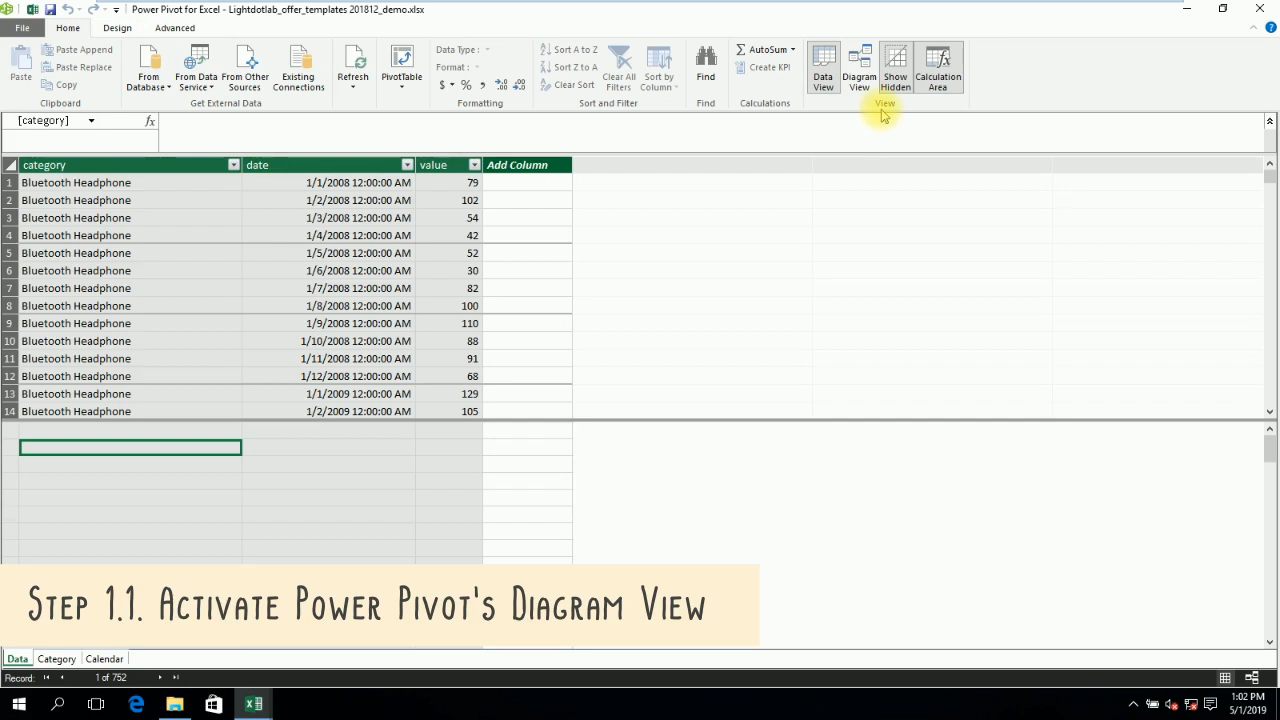 Power Pivot for Excel - Lightdotlab_offer_templates 201812_demo.xlsx
File Home Design Advanced
Paste
Paste Append
Paste Replace
Copy
Clipboard
From Database
From Data Service
From Other Sources
Existing Connections
Get External Data
Refresh
PivotTable
Data Type :
Format :
$ % ,
Formatting
Sort A to Z
Sort Z to A
Clear Sort
Clear All Filters
Sort by Column
Sort and Filter
Find
Find
AutoSum
Create KPI
Calculations
Data View
Diagram View
Show Hidden
Calculation Area
View
[category] fx
category date value Add Column
1 Bluetooth Headphone 1/1/2008 12:00:00 AM 79
2 Bluetooth Headphone 1/2/2008 12:00:00 AM 102
3 Bluetooth Headphone 1/3/2008 12:00:00 AM 54
4 Bluetooth Headphone 1/4/2008 12:00:00 AM 42
5 Bluetooth Headphone 1/5/2008 12:00:00 AM 52
6 Bluetooth Headphone 1/6/2008 12:00:00 AM 30
7 Bluetooth Headphone 1/7/2008 12:00:00 AM 82
8 Bluetooth Headphone 1/8/2008 12:00:00 AM 100
9 Bluetooth Headphone 1/9/2008 12:00:00 AM 110
10 Bluetooth Headphone 1/10/2008 12:00:00 AM 88
11 Bluetooth Headphone 1/11/2008 12:00:00 AM 91
12 Bluetooth Headphone 1/12/2008 12:00:00 AM 68
13 Bluetooth Headphone 1/1/2009 12:00:00 AM 129
14 Bluetooth Headphone 1/2/2009 12:00:00 AM 105
Step 1.1. Activate Power Pivot's Diagram View
Data Category Calendar
Record: 1 of 752
1:02 PM
5/1/2019